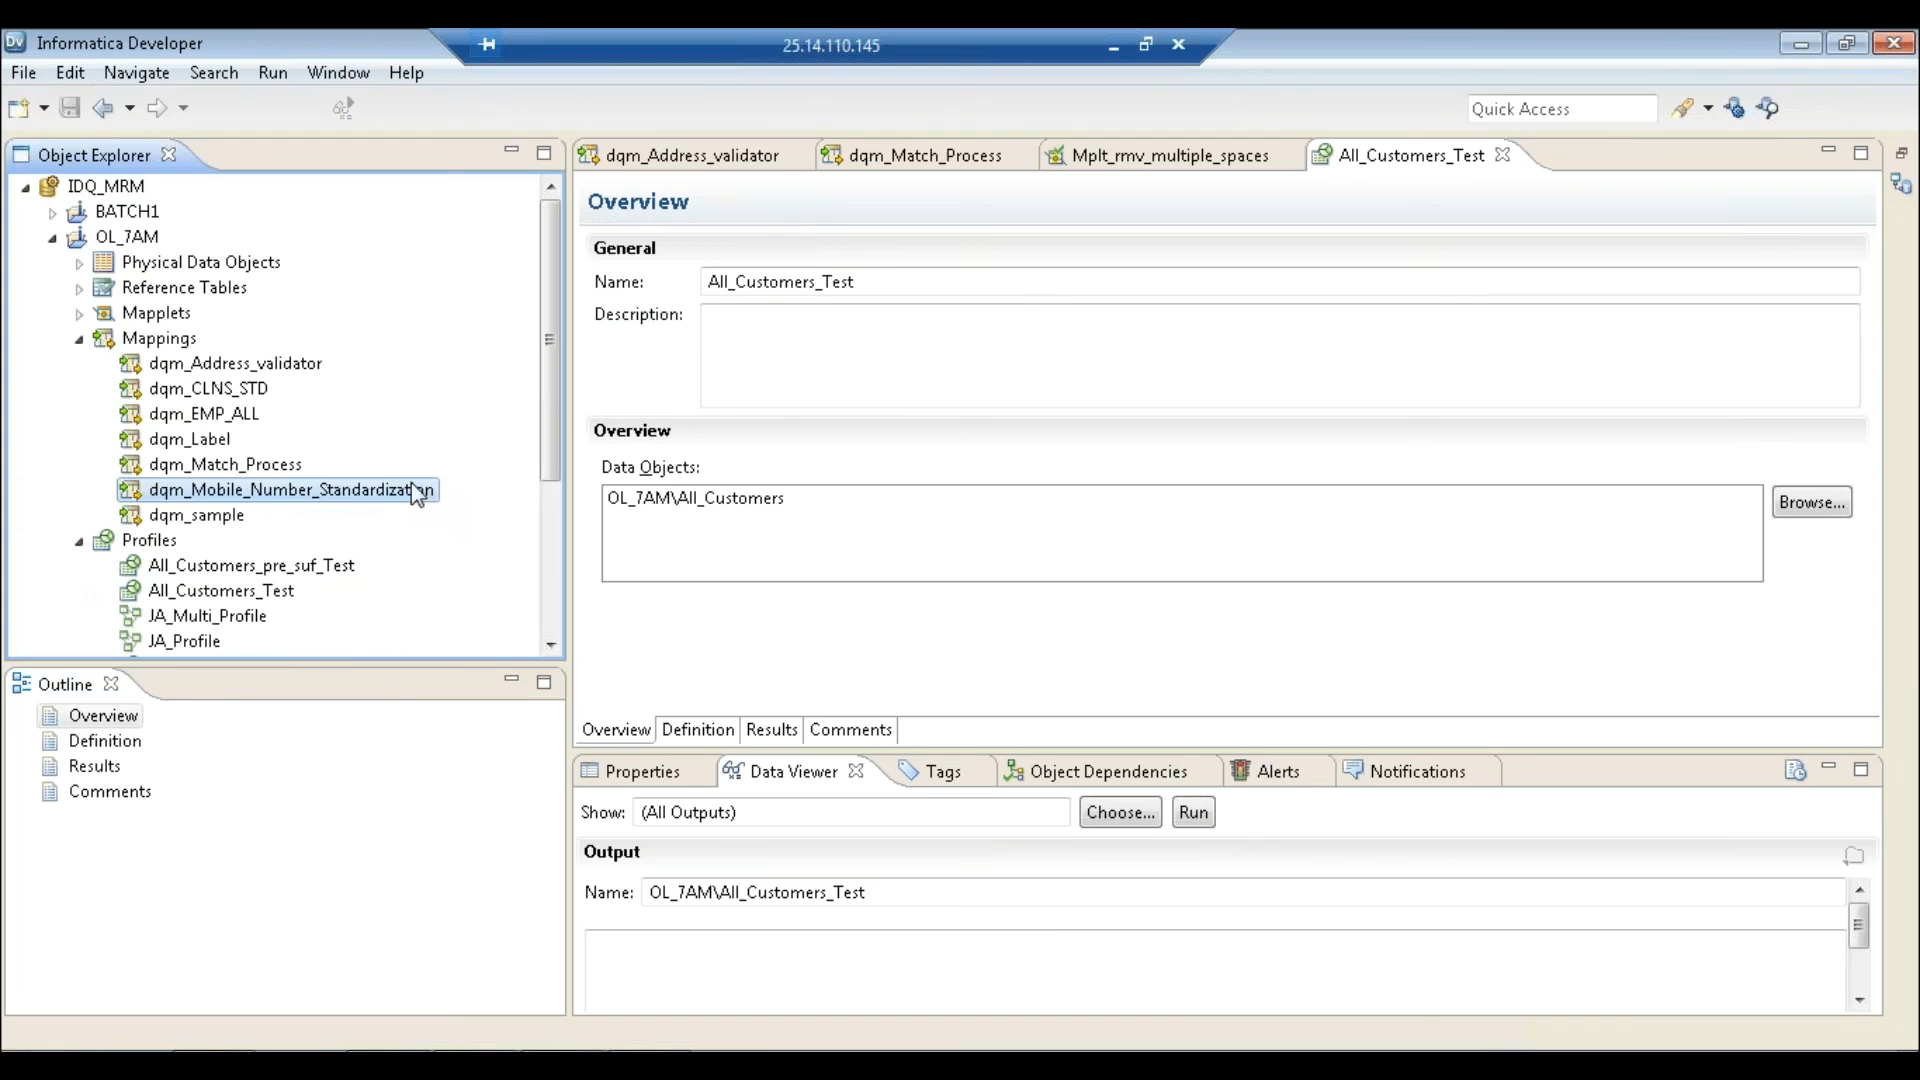 Dv Informatica Developer
25.14.110.145
File Edit Navigate Search Run Window Help
Quick Access
Object Explorer
IDQ_MRM
BATCH1
OL_7AM
Physical Data Objects
Reference Tables
Mapplets
Mappings
dqm_Address_validator
dqm_CLNS_STD
dqm_EMP_ALL
dqm_Label
dqm_Match_Process
dqm_Mobile_Number_Standardization
dqm_sample
Profiles
All_Customers_pre_suf_Test
All_Customers_Test
JA_Multi_Profile
JA_Profile
Outline
Overview
Definition
Results
Comments
dqm_Address_validator dqm_Match_Process Mplt_rmv_multiple_spaces All_Customers_Test
Overview
General
Name: All_Customers_Test
Description:
Overview
Data Objects:
OL_7AM\All_Customers
Browse...
Overview Definition Results Comments
Properties Data Viewer Tags Object Dependencies Alerts Notifications
Show: (All Outputs) Choose... Run
Output
Name: OL_7AM\All_Customers_Test